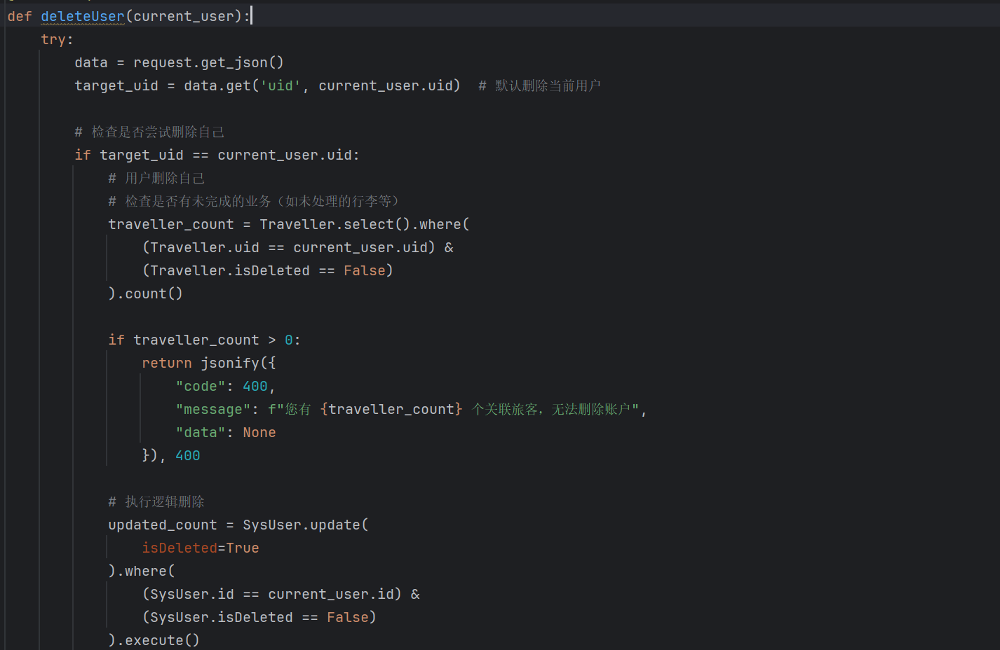 def deleteUser(current_user):
    try:
        data = request.get_json()
        target_uid = data.get('uid', current_user.uid)  # 默认删除当前用户

        # 检查是否尝试删除自己
        if target_uid == current_user.uid:
            # 用户删除自己
            # 检查是否有未完成的业务（如未处理的行李等）
            traveller_count = Traveller.select().where(
                (Traveller.uid == current_user.uid) &
                (Traveller.isDeleted == False)
            ).count()

            if traveller_count > 0:
                return jsonify({
                    "code": 400,
                    "message": f"您有 {traveller_count} 个关联旅客，无法删除账户",
                    "data": None
                }), 400

            # 执行逻辑删除
            updated_count = SysUser.update(
                isDeleted=True
            ).where(
                (SysUser.id == current_user.id) &
                (SysUser.isDeleted == False)
            ).execute()